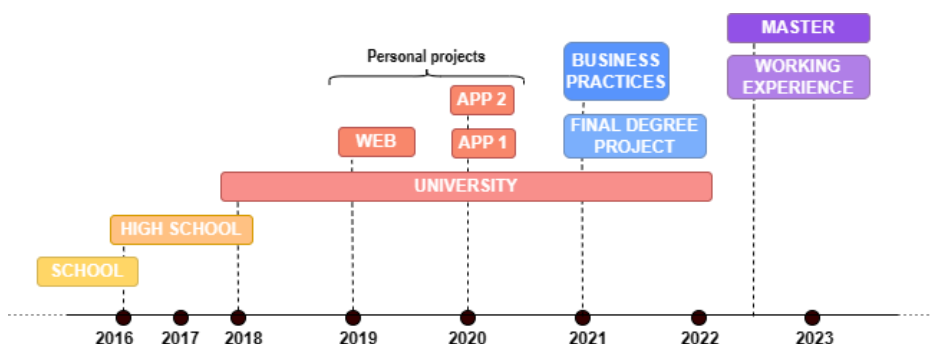 MASTER
Personal projects
BUSINESS
PRACTICES
WORKING
EXPERIENCE
APP 2
WEB
APP 1
FINAL DEGREE
PROJECT
UNIVERSITY
HIGH SCHOOL
SCHOOL
2016
2017
2018
2019
2020
2021
2022
2023